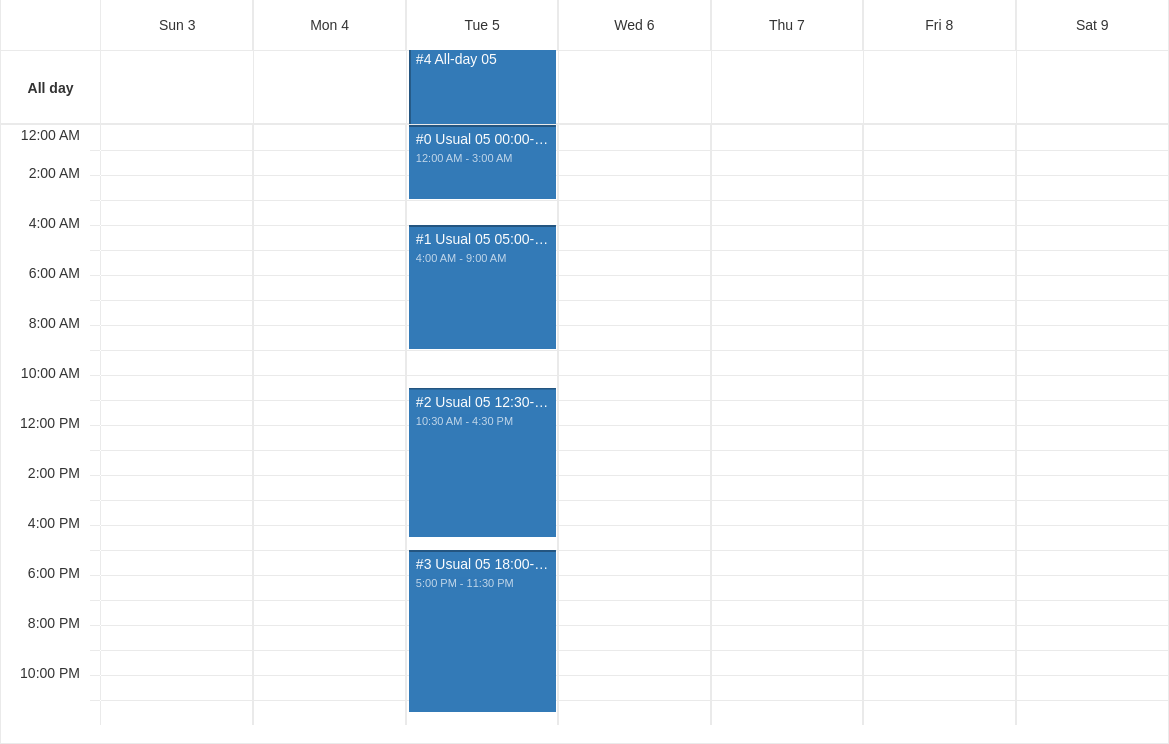 Sun 3 Mon 4 Tue 5 Wed 6 Thu 7 Fri 8 Sat 9
All day
#4 All-day 05
12:00 AM
#0 Usual 05 00:00-…
12:00 AM - 3:00 AM
2:00 AM
4:00 AM
#1 Usual 05 05:00-…
4:00 AM - 9:00 AM
6:00 AM
8:00 AM
10:00 AM
#2 Usual 05 12:30-…
10:30 AM - 4:30 PM
12:00 PM
2:00 PM
4:00 PM
#3 Usual 05 18:00-…
5:00 PM - 11:30 PM
6:00 PM
8:00 PM
10:00 PM